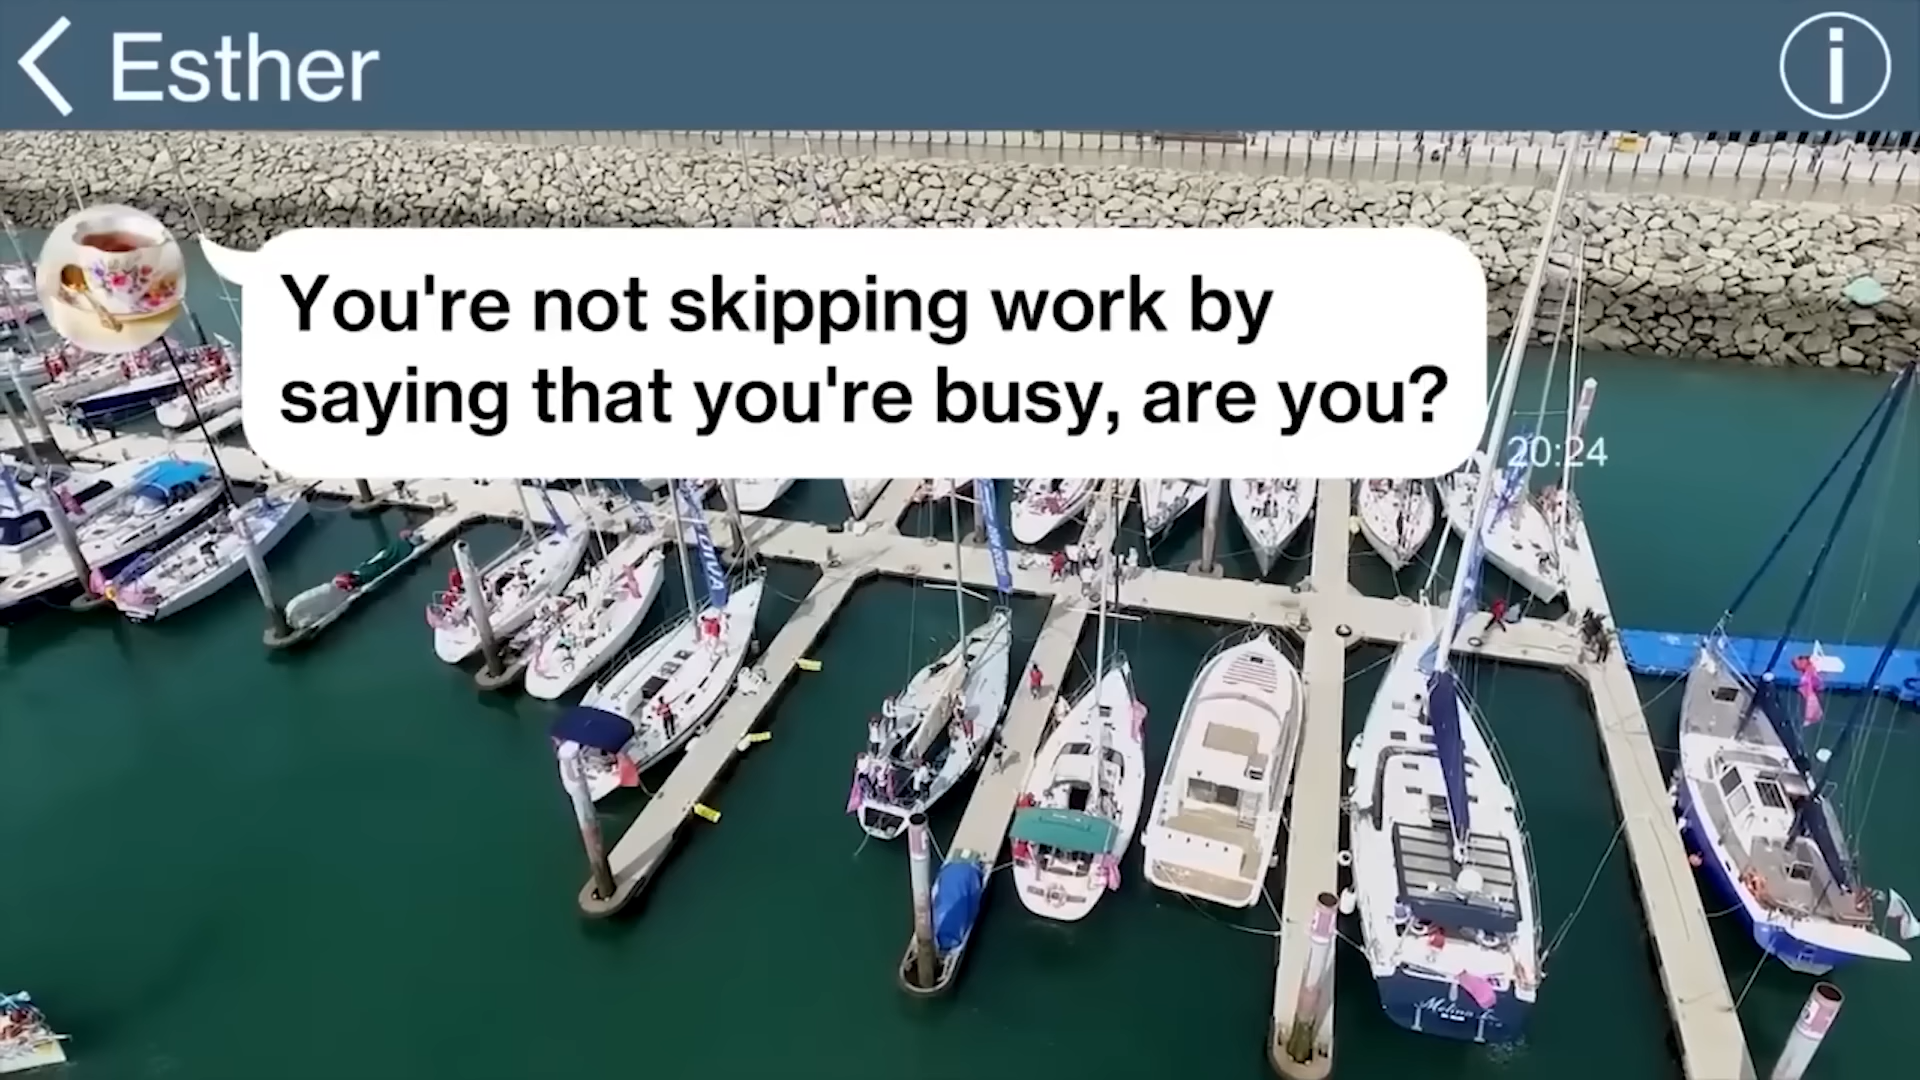 Esther
You're not skipping work by
saying that you're busy, are you?
20:24